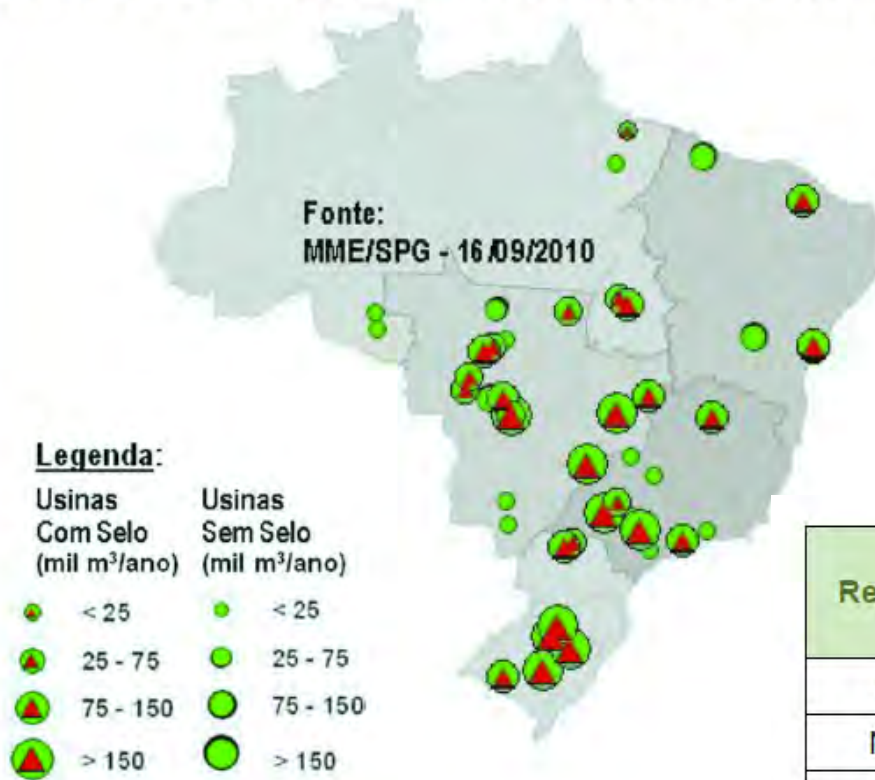 Fonte:
MME/SPG - 16/09/2010
Legenda:
Usinas
Com Selo
(mil m³/ano)
Usinas
Sem Selo
(mil m³/ano)
< 25
< 25
25 - 75
25 - 75
75 - 150
75 - 150
> 150
> 150
Re